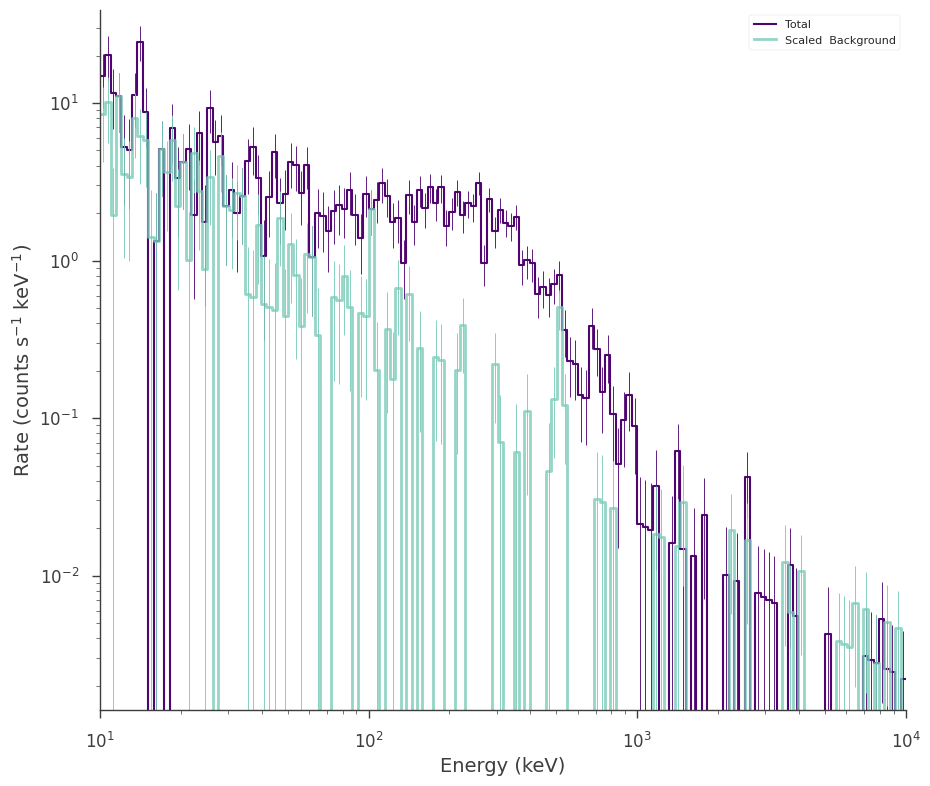 Total
Scaled  Background
10¹
10⁰
10⁻¹
10⁻²
Rate (counts s⁻¹ keV⁻¹)
10¹ 10² 10³ 10⁴
Energy (keV)